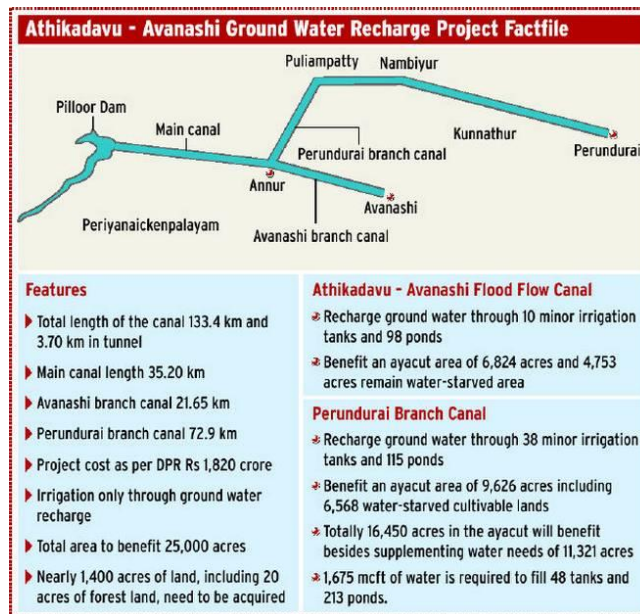 Athikadavu - Avanashi Ground Water Recharge Project Factfile
Puliampatty
Nambiyur
Pilloor Dam
Main canal
Kunnathur
Perundurai branch canal
Perundurai
Annur
Avanashi
Periyanaickenpalayam
Avanashi branch canal
Features
Total length of the canal 133.4 km and
3.70 km in tunnel
Main canal length 35.20 km
Avanashi branch canal 21.65 km
Perundurai branch canal 72.9 km
Project cost as per DPR Rs 1,820 crore
Irrigation only through ground water
recharge
Total area to benefit 25,000 acres
Nearly 1,400 acres of land, including 20
acres of forest land, need to be acquired
Athikadavu - Avanashi Flood Flow Canal
Recharge ground water through 10 minor irrigation
tanks and 98 ponds
Benefit an ayacut area of 6,824 acres and 4,753
acres remain water-starved area
Perundurai Branch Canal
Recharge ground water through 38 minor irrigation
tanks and 115 ponds
Benefit an ayacut area of 9,626 acres including
6,568 water-starved cultivable lands
Totally 16,450 acres in the ayacut will benefit
besides supplementing water needs of 11,321 acres
1,675 mcft of water is required to fill 48 tanks and
213 ponds.